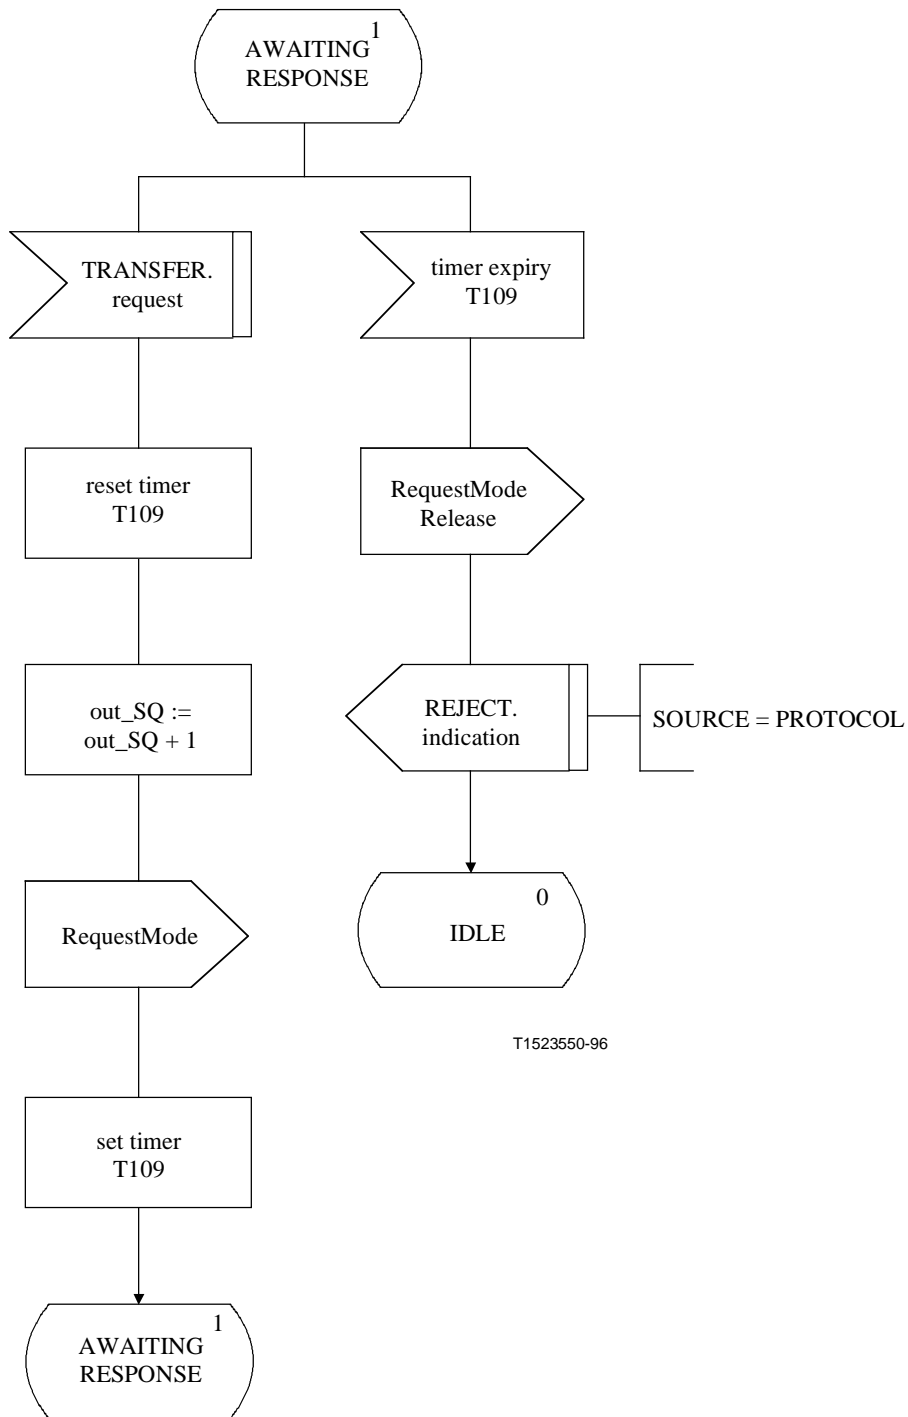 1
AWAITING
RESPONSE
TRANSFER.
request
reset timer
T109
out_SQ :=
out_SQ + 1
RequestMode
set timer
T109
1
AWAITING
RESPONSE
timer expiry
T109
RequestMode
Release
REJECT.
indication
SOURCE = PROTOCOL
0
IDLE
T1523550-96